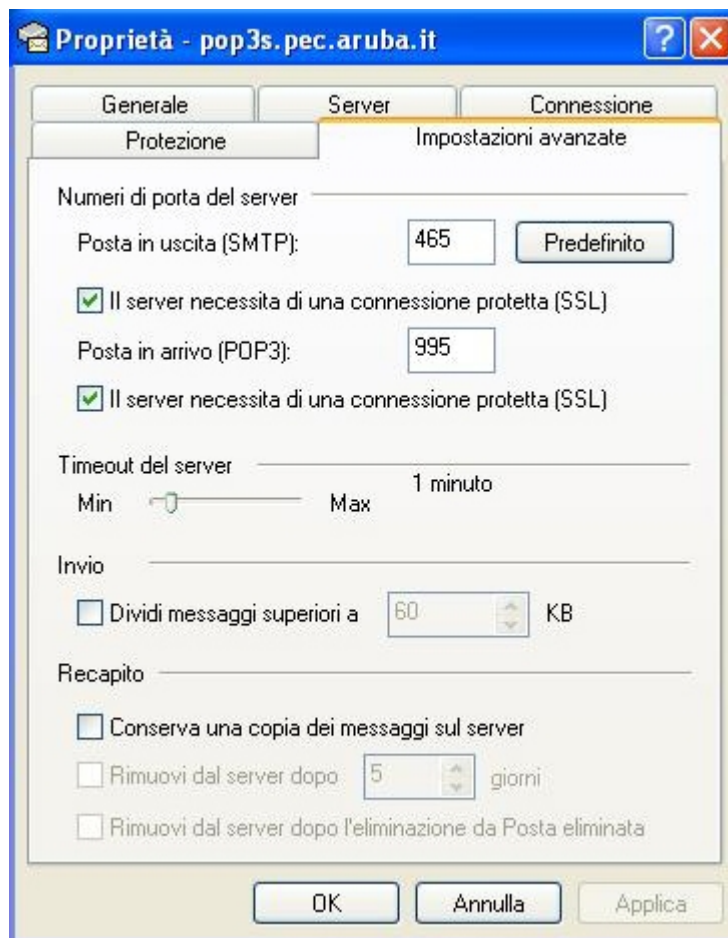 Proprietà - pop3s.pec.aruba.it
Generale Server Connessione
Protezione Impostazioni avanzate
Numeri di porta del server
Posta in uscita (SMTP): 465 Predefinito
Il server necessita di una connessione protetta (SSL)
Posta in arrivo (POP3): 995
Il server necessita di una connessione protetta (SSL)
Timeout del server
Min Max 1 minuto
Invio
Dividi messaggi superiori a 60 KB
Recapito
Conserva una copia dei messaggi sul server
Rimuovi dal server dopo 5 giorni
Rimuovi dal server dopo l'eliminazione da Posta eliminata
OK Annulla Applica